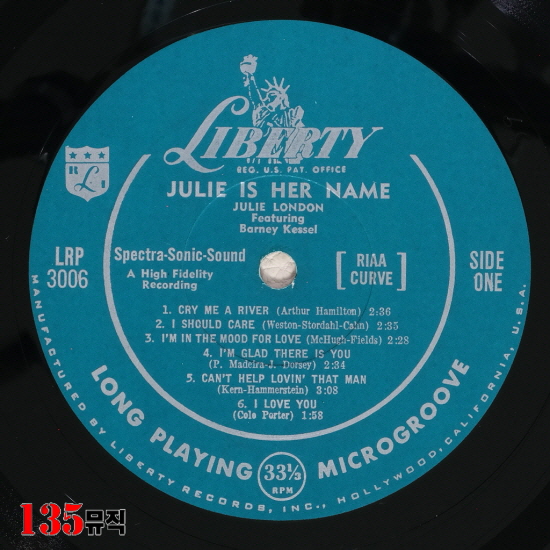 LIBERTY
REG. U.S. PAT. OFFICE
JULIE IS HER NAME
JULIE LONDON
Featuring
Barney Kessel
LRP
3006
Spectra-Sonic-Sound
A High Fidelity
Recording
[ RIAA
CURVE ]
SIDE
ONE
1. CRY ME A RIVER (Arthur Hamilton) 2:36
2. I SHOULD CARE (Weston-Stordahl-Cahn) 2:35
3. I'M IN THE MOOD FOR LOVE (McHugh-Fields) 2:28
4. I'M GLAD THERE IS YOU
(P. Madeira-J. Dorsey) 2:34
5. CAN'T HELP LOVIN' THAT MAN
(Kern-Hammerstein) 3:08
6. I LOVE YOU
(Cole Porter) 1:58
LONG PLAYING MICROGROOVE
33⅓
RPM
MANUFACTURED BY LIBERTY RECORDS, INC., HOLLYWOOD, CALIFORNIA, U.S.A.
135뮤직